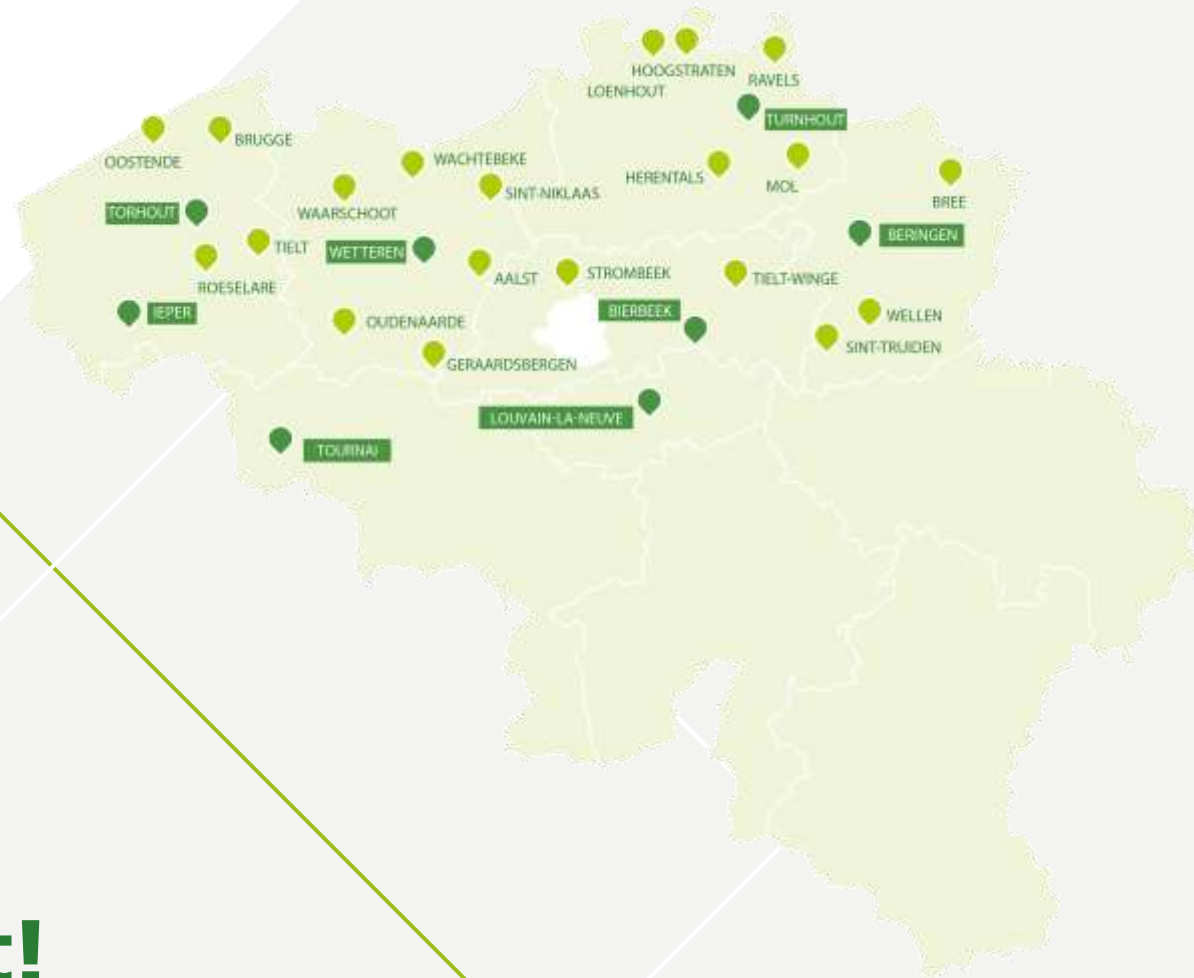 HOOGSTRATEN
RAVELS
LOENHOUT
TURNHOUT
BRUGGE
OOSTENDE
WACHTEBEKE
HERENTALS
MOL
SINT-NIKLAAS
BREE
TORHOUT
WAARSCHOOT
BERINGEN
TIELT
WETTEREN
STROMBEEK
AALST
TIELT-WINGE
ROESELARE
IEPER
BIERBEEK
WELLEN
OUDENAARDE
SINT-TRUIDEN
GERAARDSBERGEN
LOUVAIN-LA-NEUVE
TOURNAI
t!